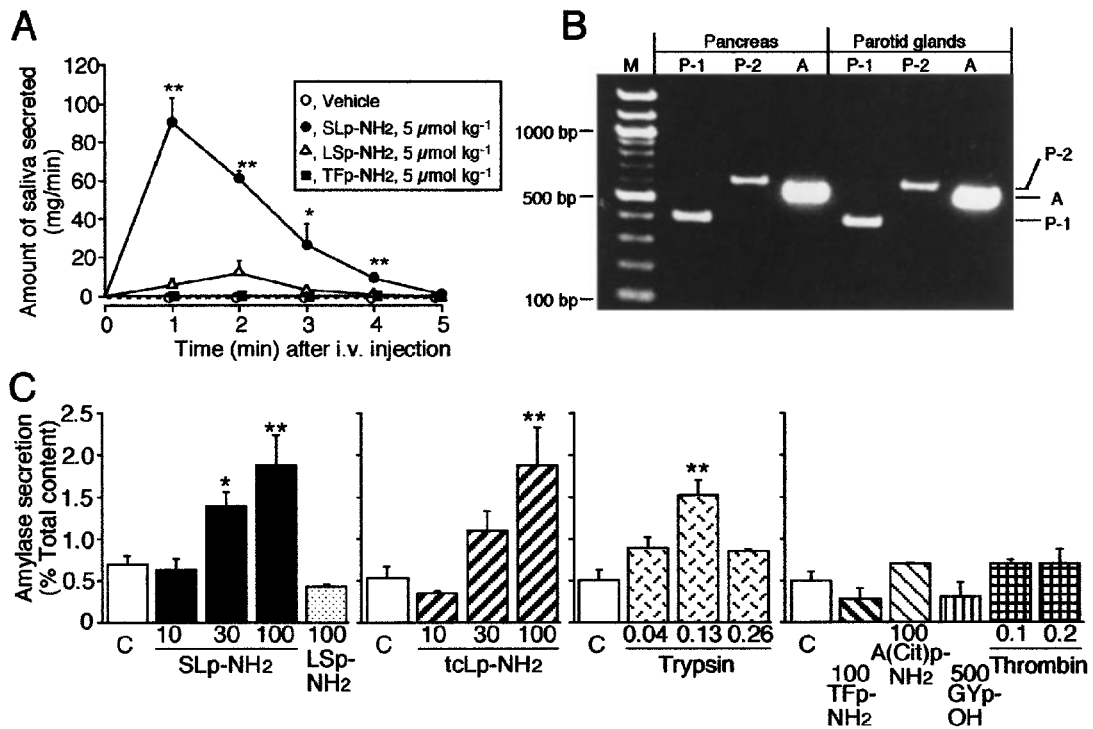 A
Amount of saliva secreted
(mg/min)
120
100
80
60
40
20
0
**
**
*
**
○, Vehicle
●, SLp-NH2, 5 µmol kg-1
△, LSp-NH2, 5 µmol kg-1
■, TFp-NH2, 5 µmol kg-1
0 1 2 3 4 5
Time (min) after i.v. injection
B
Pancreas Parotid glands
M P-1 P-2 A P-1 P-2 A
1000 bp
500 bp
100 bp
P-2
A
P-1
C
Amylase secretion
(% Total content)
2.5
2.0
1.5
1.0
0.5
0
*
**
C 10 30 100 100
SLp-NH2
LSp-
NH2
**
C 10 30 100
tcLp-NH2
**
C 0.04 0.13 0.26
Trypsin
C
100
TFp-
NH2
100
A(Cit)p-
NH2
500
GYp-
OH
0.1 0.2
Thrombin